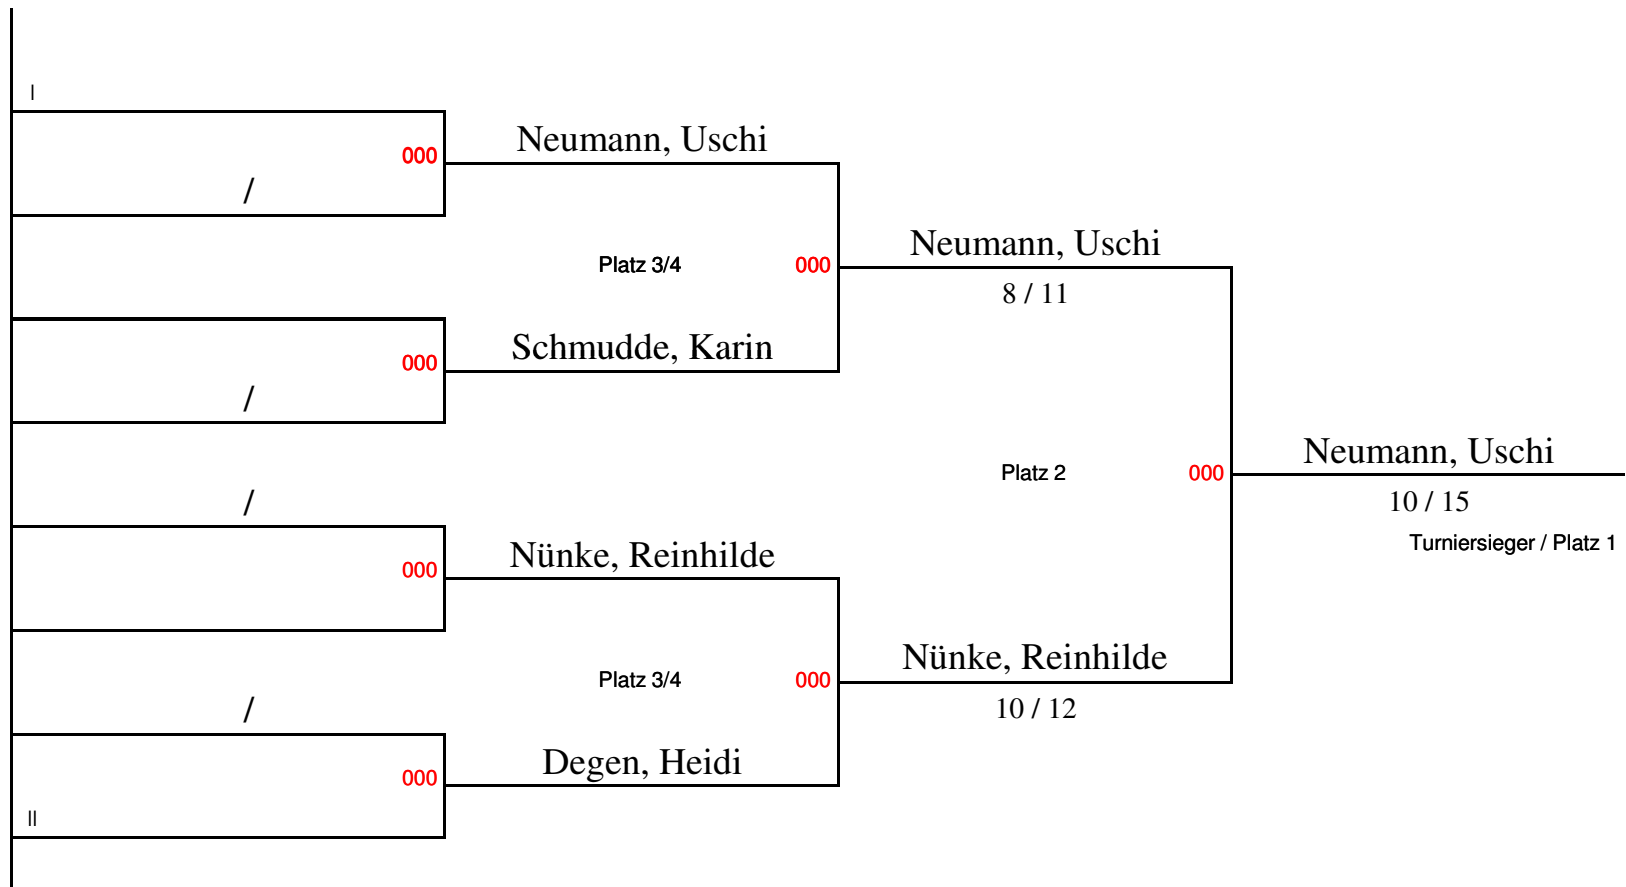 I
000
/
Neumann, Uschi
Platz 3/4
000
Neumann, Uschi
8 / 11
000
/
Schmudde, Karin
Platz 2
000
Neumann, Uschi
10 / 15
Turniersieger / Platz 1
/
000
Nünke, Reinhilde
Platz 3/4
000
Nünke, Reinhilde
10 / 12
/
000
Degen, Heidi
II